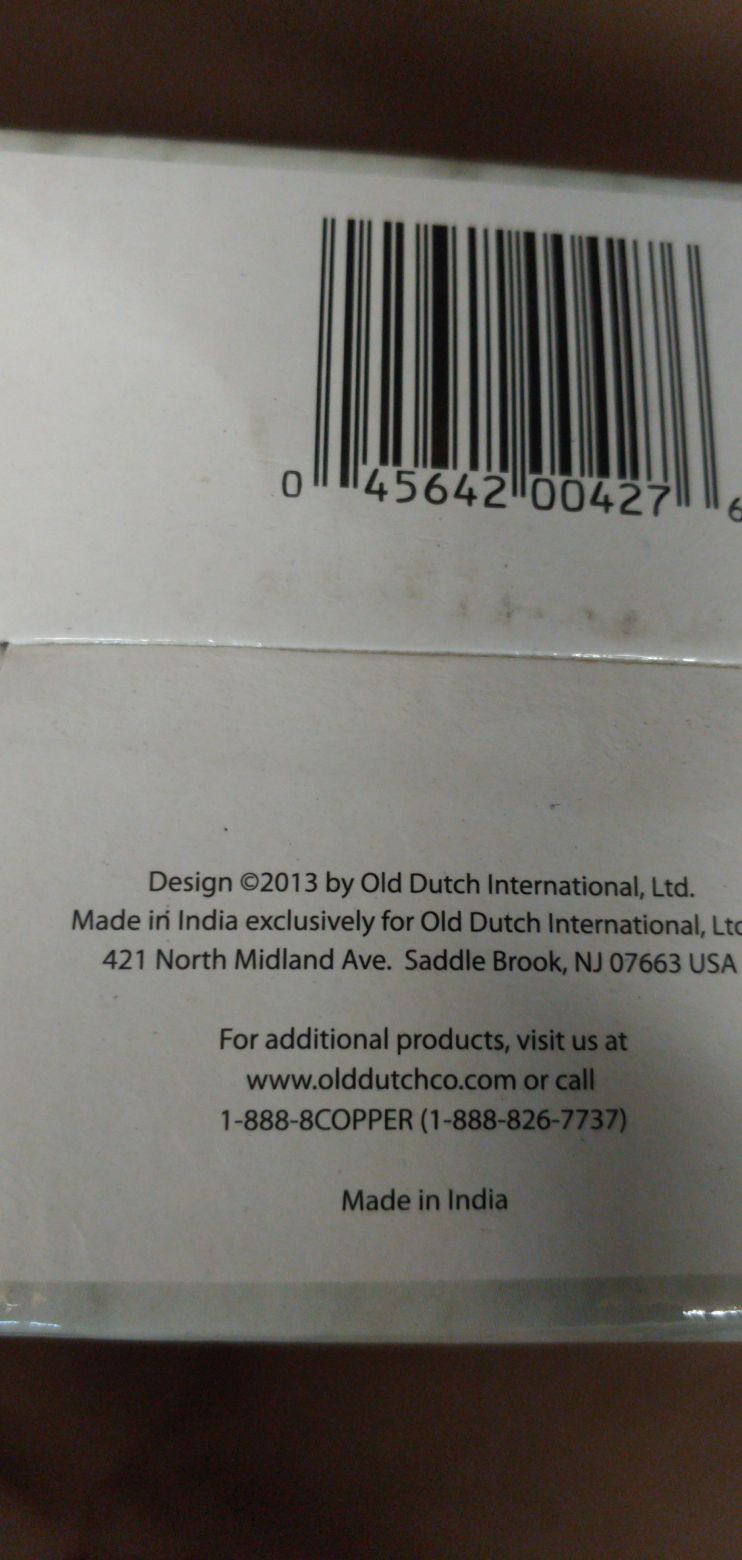 0 45642 00427 6
Design ©2013 by Old Dutch International, Ltd.
Made in India exclusively for Old Dutch International, Ltd
421 North Midland Ave. Saddle Brook, NJ 07663 USA
For additional products, visit us at
www.olddutchco.com or call
1-888-8COPPER (1-888-826-7737)
Made in India